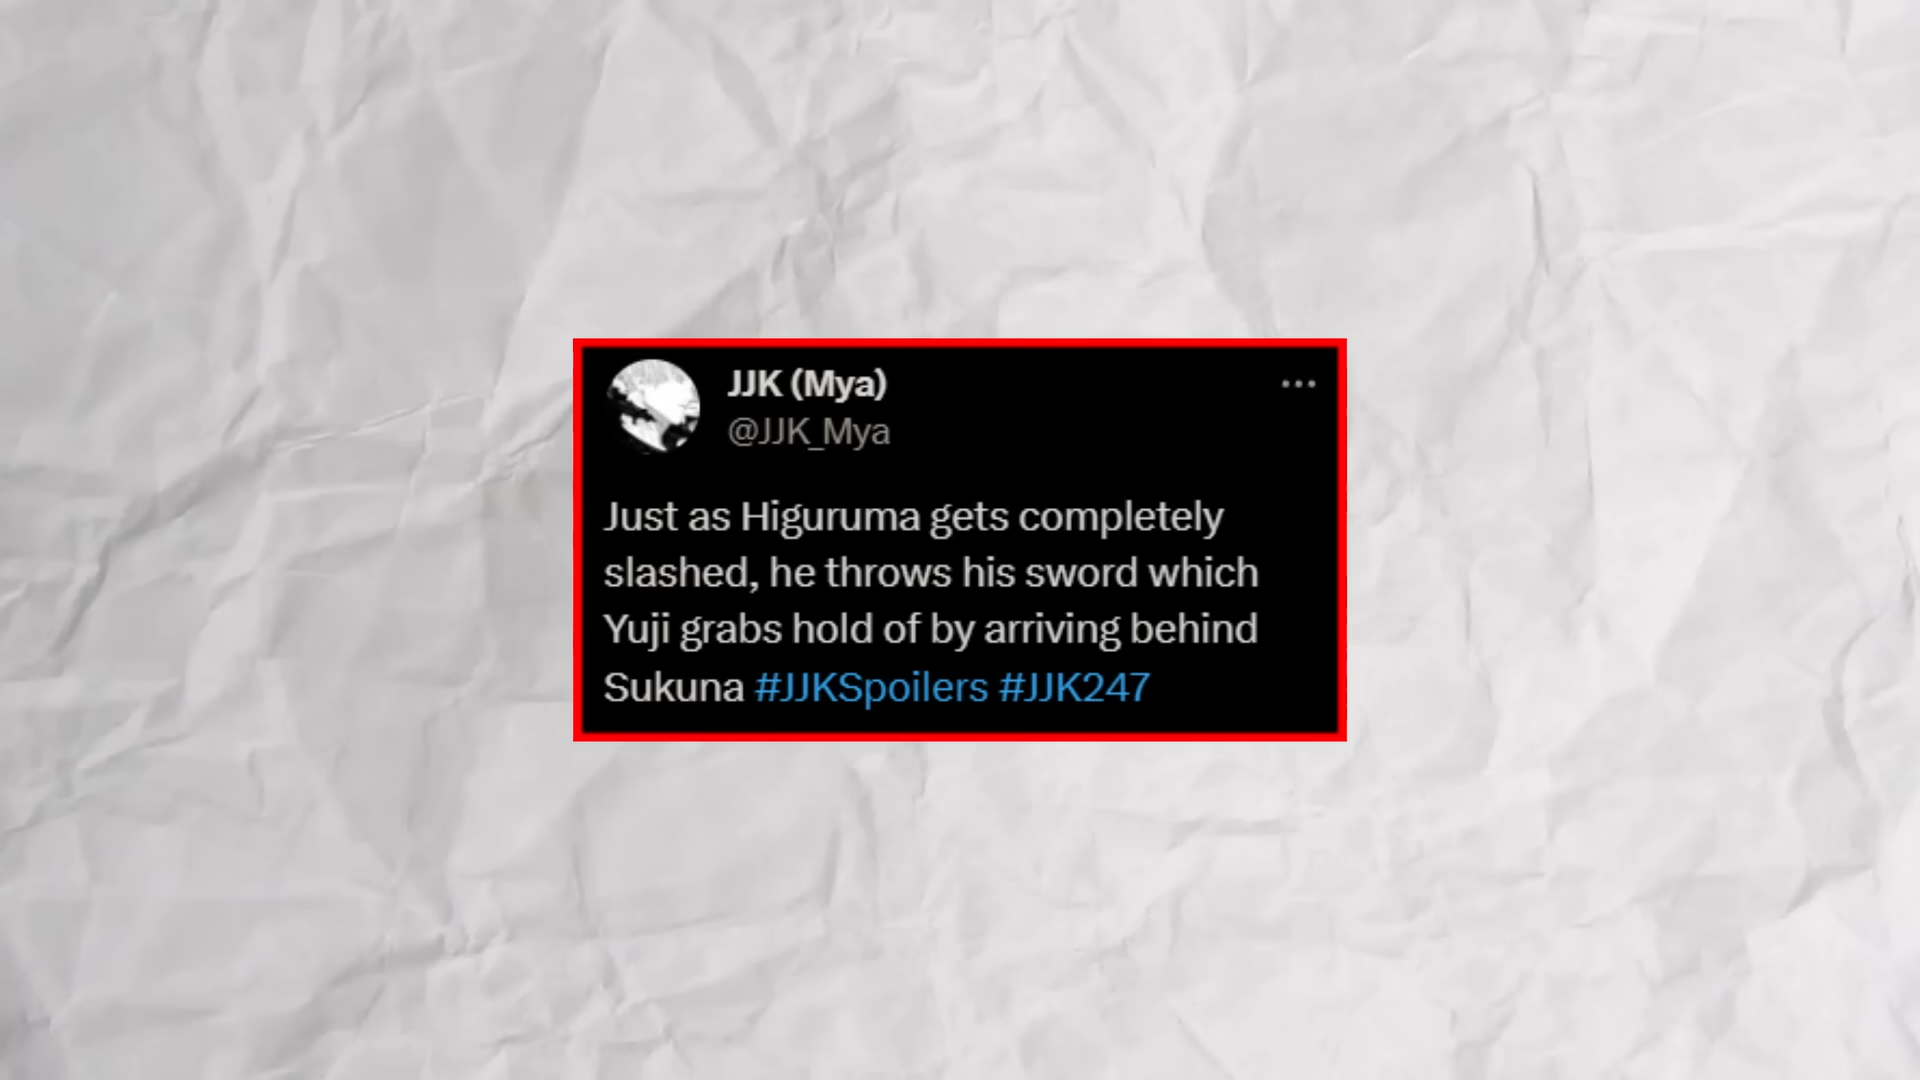 JJK (Mya)
@JJK_Mya
Just as Higuruma gets completely
slashed, he throws his sword which
Yuji grabs hold of by arriving behind
Sukuna #JJKSpoilers #JJK247